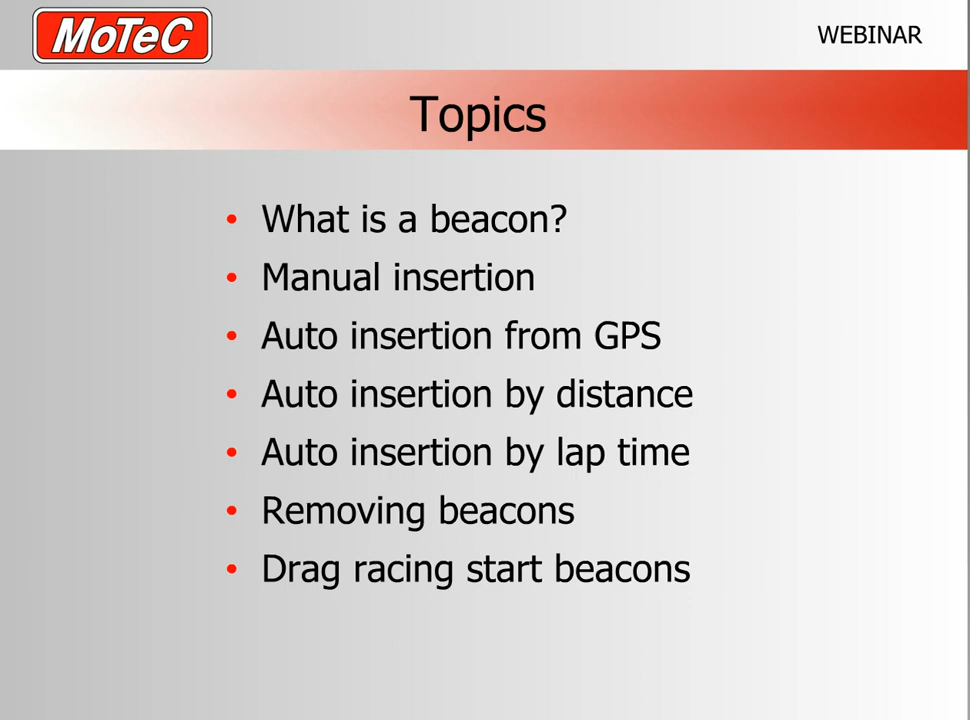 MoTeC
WEBINAR
Topics
• What is a beacon?
• Manual insertion
• Auto insertion from GPS
• Auto insertion by distance
• Auto insertion by lap time
• Removing beacons
• Drag racing start beacons